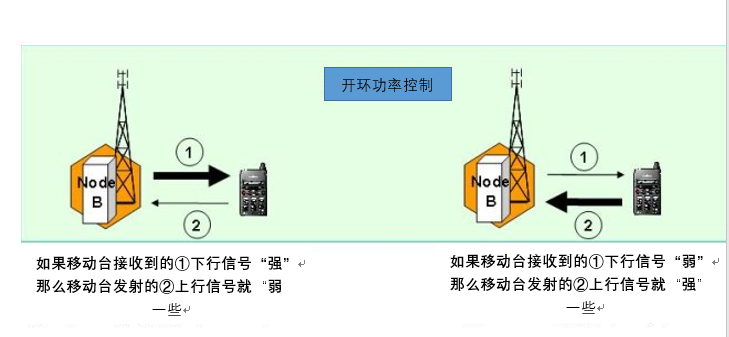 开环功率控制
①
Node
B
②
①
Node
B
②
如果移动台接收到的①下行信号“强”↵
那么移动台发射的②上行信号就“弱
一些↵
如果移动台接收到的①下行信号“弱”↵
那么移动台发射的②上行信号就“强”
一些↵